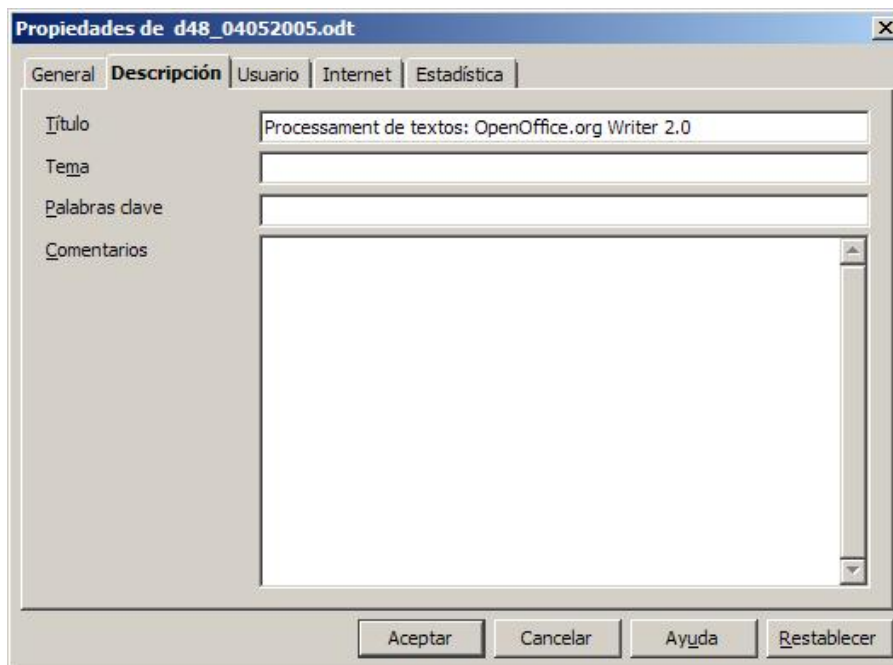 Propiedades de d48_04052005.odt
General Descripción Usuario Internet Estadística
Título Processament de textos: OpenOffice.org Writer 2.0
Tema
Palabras clave
Comentarios
Aceptar Cancelar Ayuda Restablecer